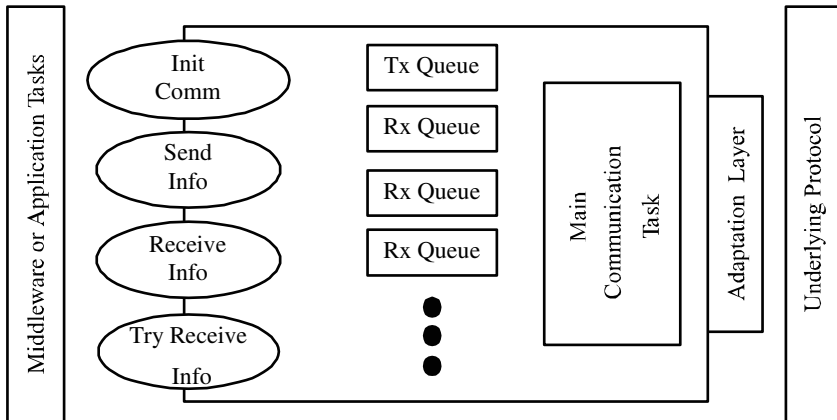 Middleware or Application Tasks
Init
Comm
Send
Info
Receive
Info
Try Receive
Info
Tx Queue
Rx Queue
Rx Queue
Rx Queue
Main
Communication
Task
Adaptation Layer
Underlying Protocol